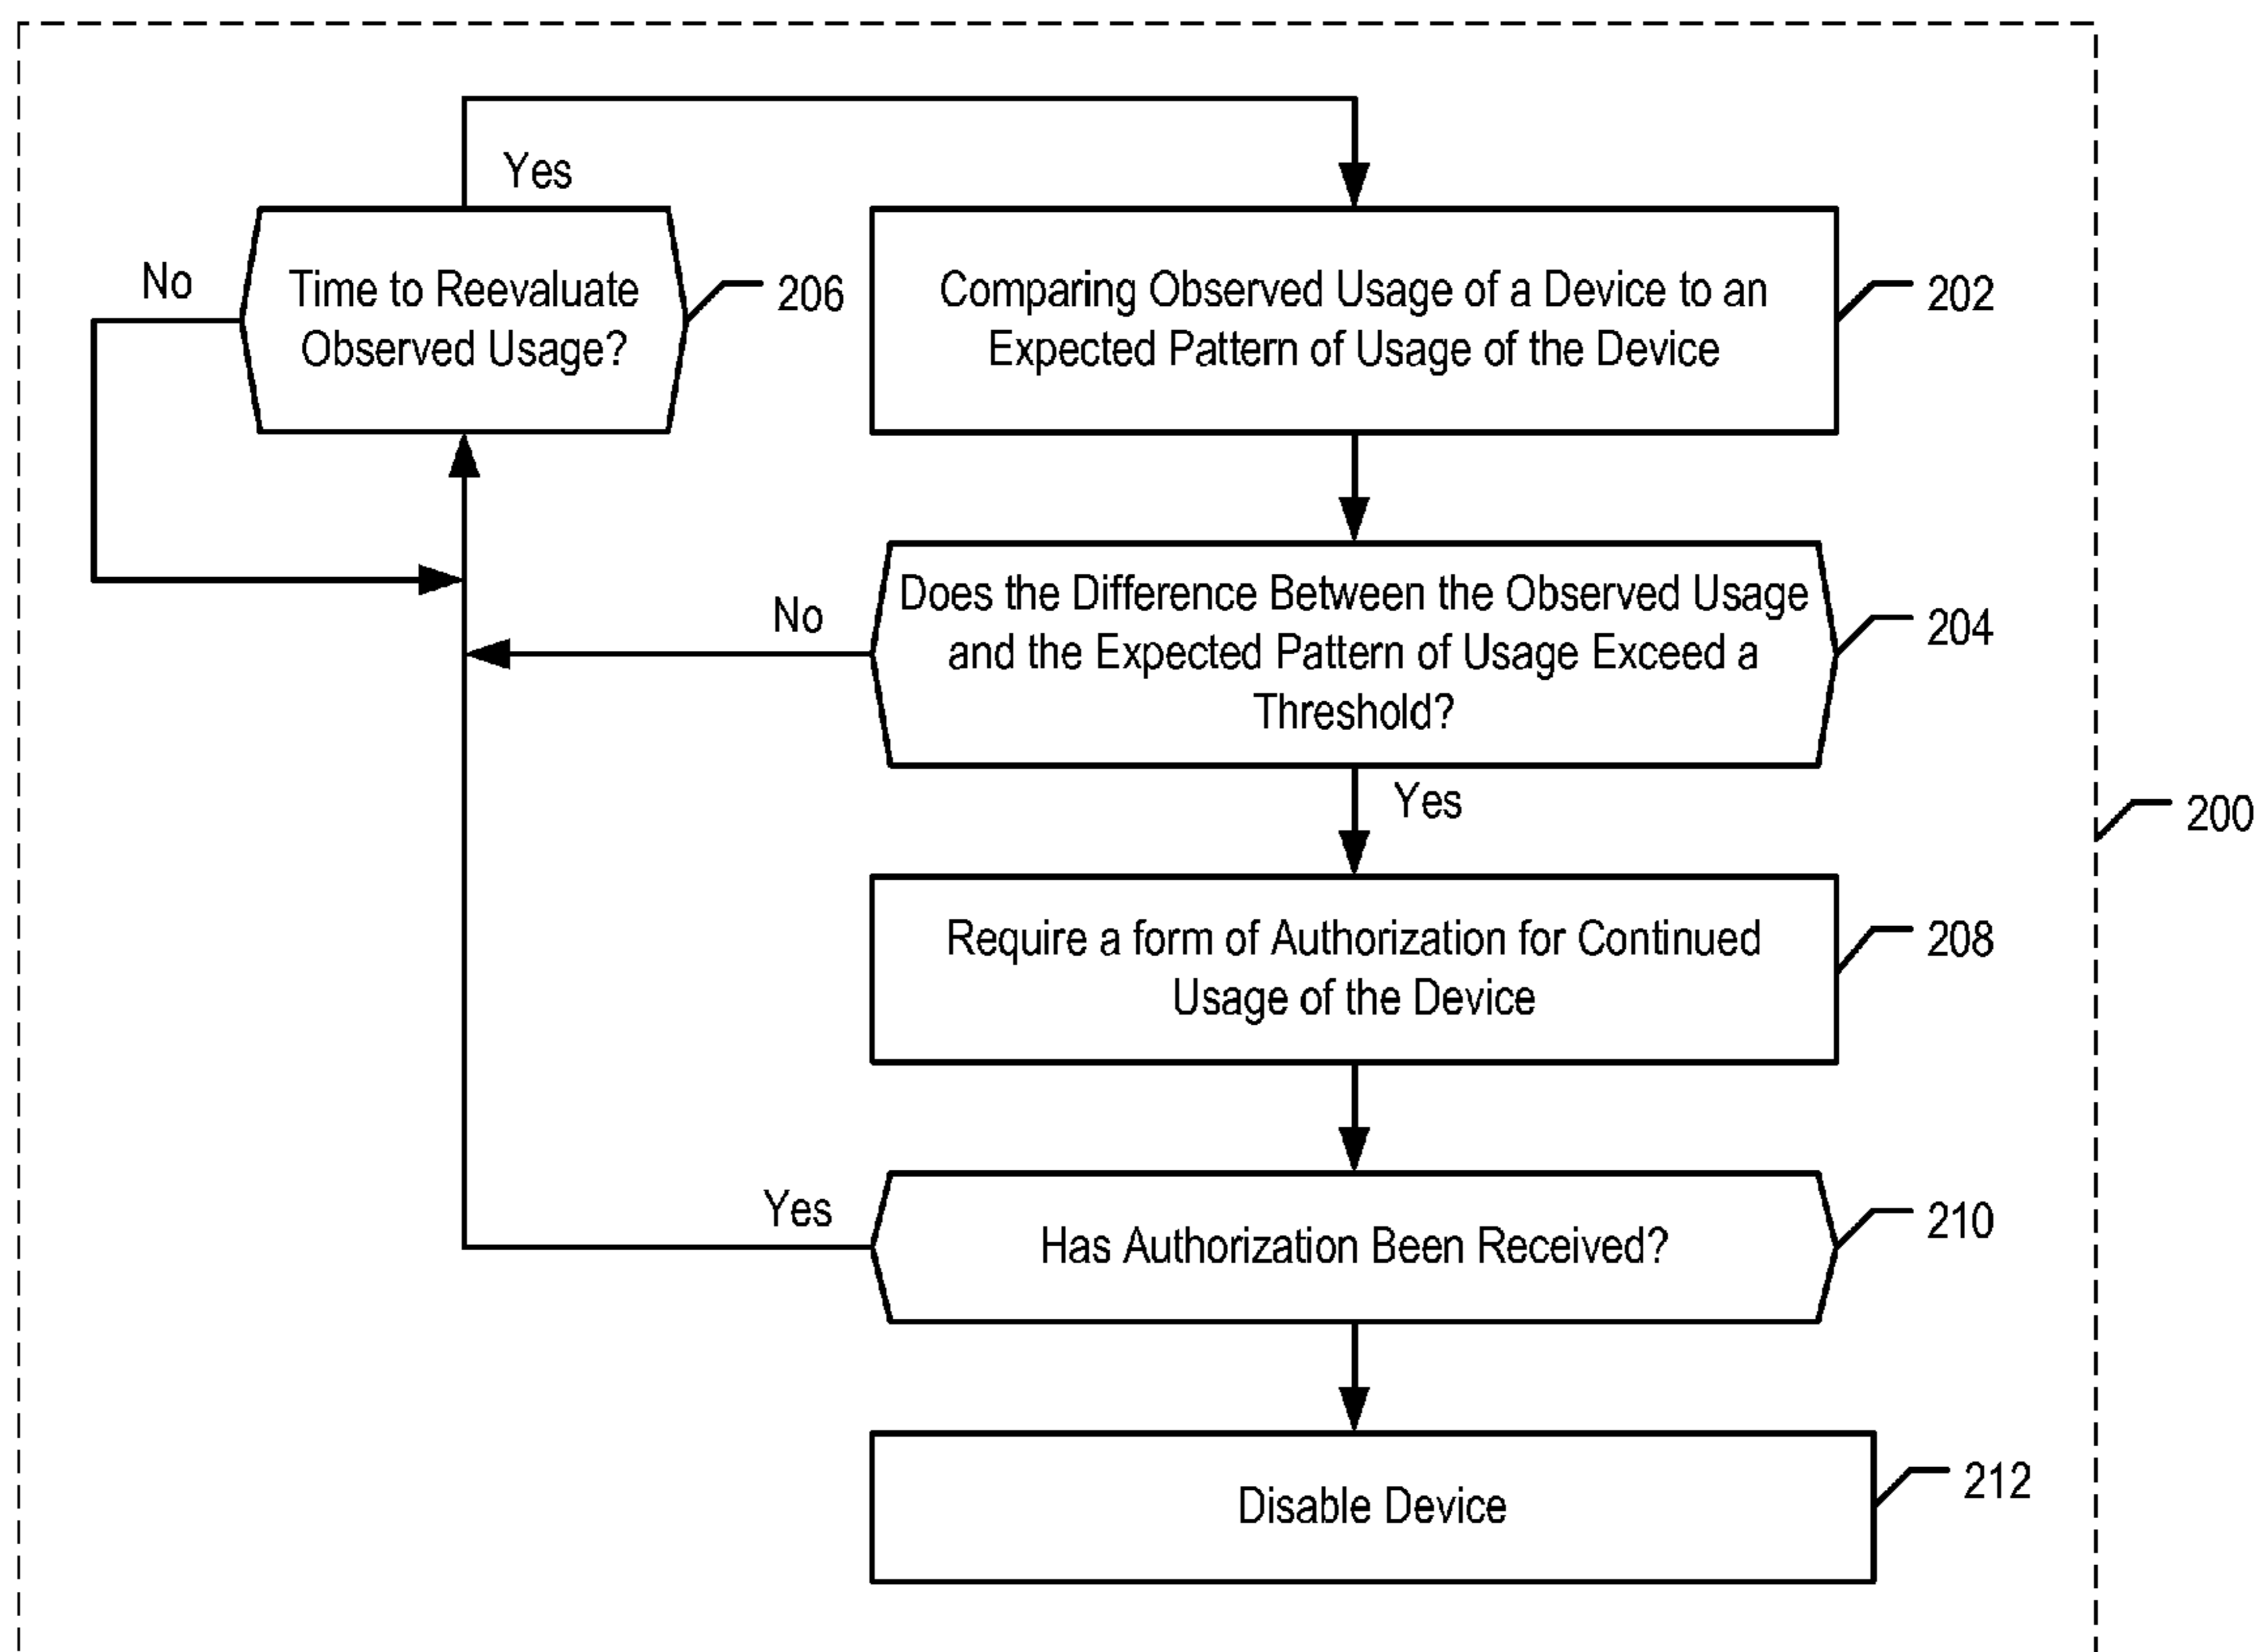 Yes
No
Time to Reevaluate
Observed Usage?
206
Comparing Observed Usage of a Device to an
Expected Pattern of Usage of the Device
202
No
Does the Difference Between the Observed Usage
and the Expected Pattern of Usage Exceed a
Threshold?
204
Yes
200
Require a form of Authorization for Continued
Usage of the Device
208
Yes
Has Authorization Been Received?
210
Disable Device
212